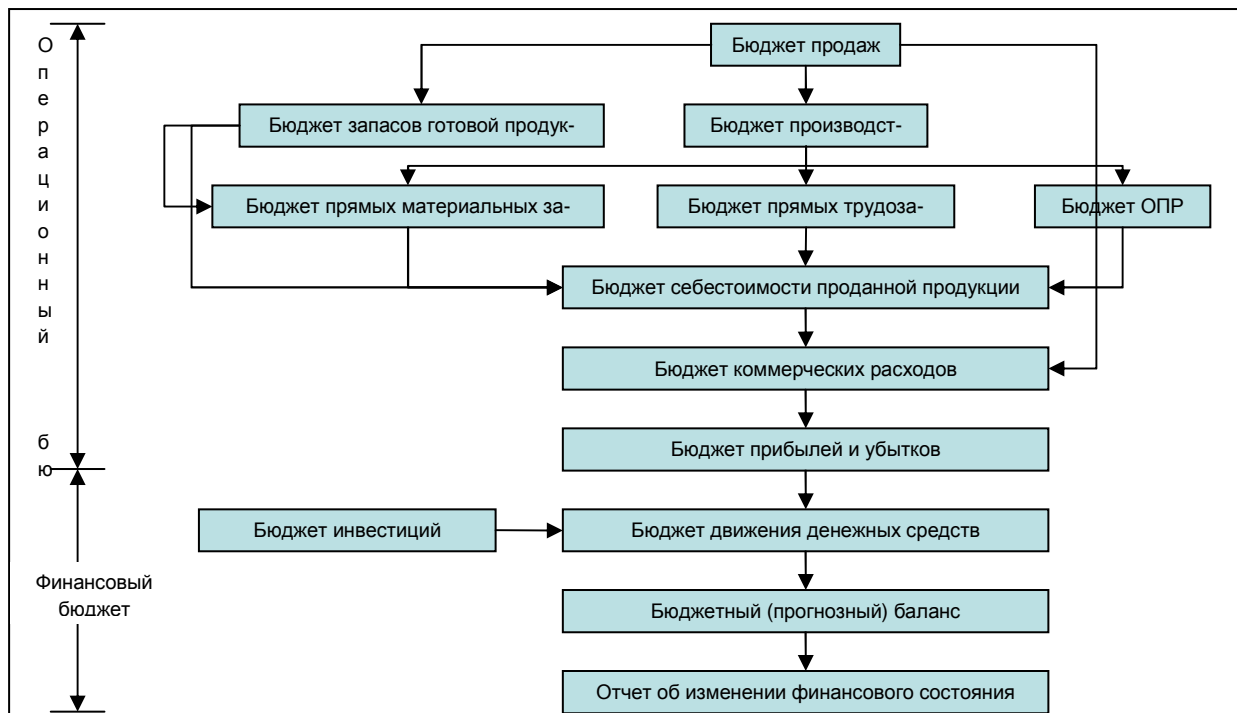 Операционный
бю
Бюджет продаж
Бюджет запасов готовой продук-
Бюджет производст-
Бюджет прямых материальных за-
Бюджет прямых трудоза-
Бюджет ОПР
Бюджет себестоимости проданной продукции
Бюджет коммерческих расходов
Бюджет прибылей и убытков
Бюджет инвестиций
Бюджет движения денежных средств
Финансовый
бюджет
Бюджетный (прогнозный) баланс
Отчет об изменении финансового состояния